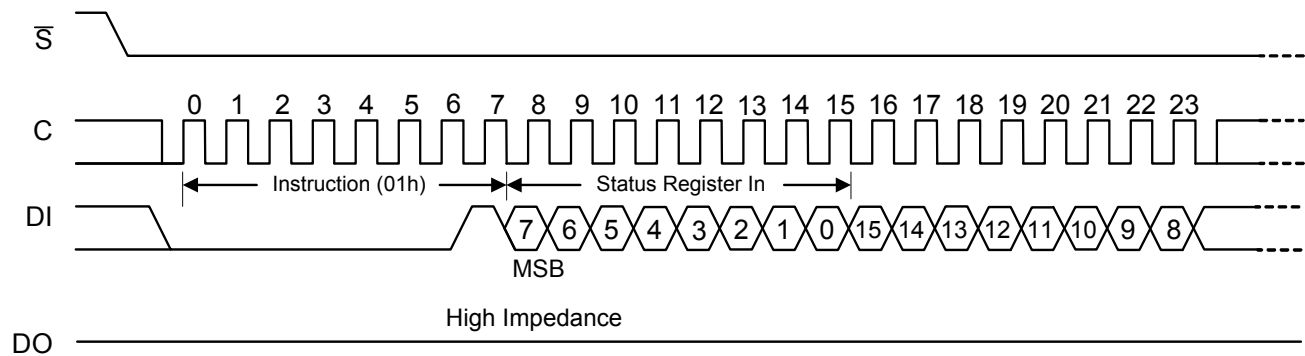 S
0 1 2 3 4 5 6 7 8 9 10 11 12 13 14 15 16 17 18 19 20 21 22 23
C
Instruction (01h) Status Register In
DI
7 6 5 4 3 2 1 0 15 14 13 12 11 10 9 8
MSB
High Impedance
DO